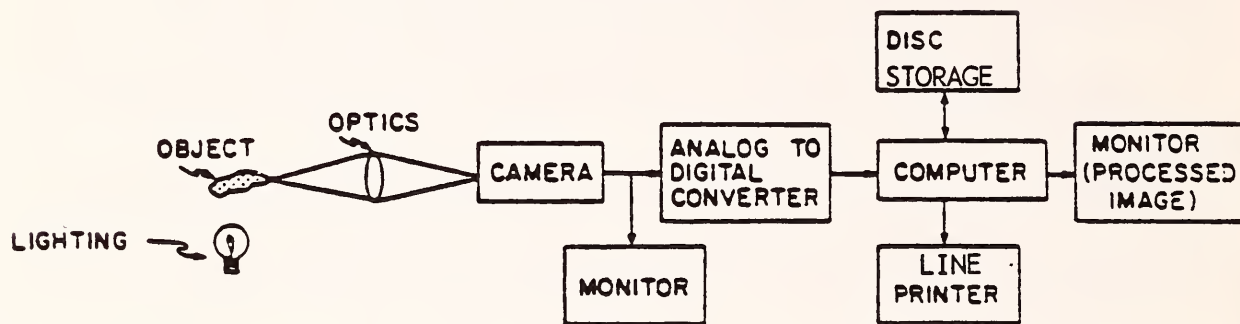 DISC
STORAGE
OPTICS
OBJECT
CAMERA
ANALOG TO
DIGITAL
CONVERTER
COMPUTER
MONITOR
(PROCESSED
IMAGE)
LIGHTING
MONITOR
LINE
PRINTER